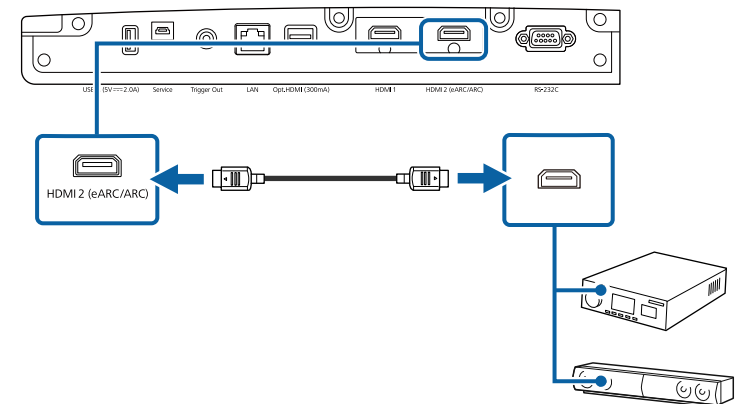 USB (5V⎓2.0A) Service Trigger Out LAN Opt.HDMI (300mA) HDMI 1 HDMI 2 (eARC/ARC) RS-232C
HDMI 2 (eARC/ARC)